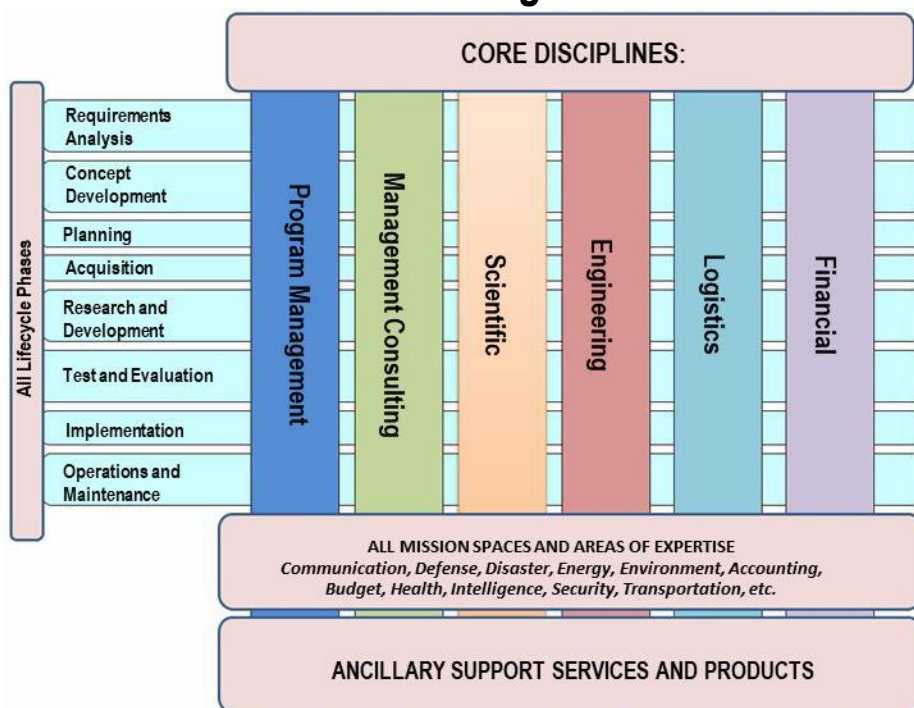 CORE DISCIPLINES:
All Lifecycle Phases
Requirements
Analysis
Concept
Development
Planning
Acquisition
Research and
Development
Test and Evaluation
Implementation
Operations and
Maintenance
Program Management
Management Consulting
Scientific
Engineering
Logistics
Financial
ALL MISSION SPACES AND AREAS OF EXPERTISE
Communication, Defense, Disaster, Energy, Environment, Accounting,
Budget, Health, Intelligence, Security, Transportation, etc.
ANCILLARY SUPPORT SERVICES AND PRODUCTS